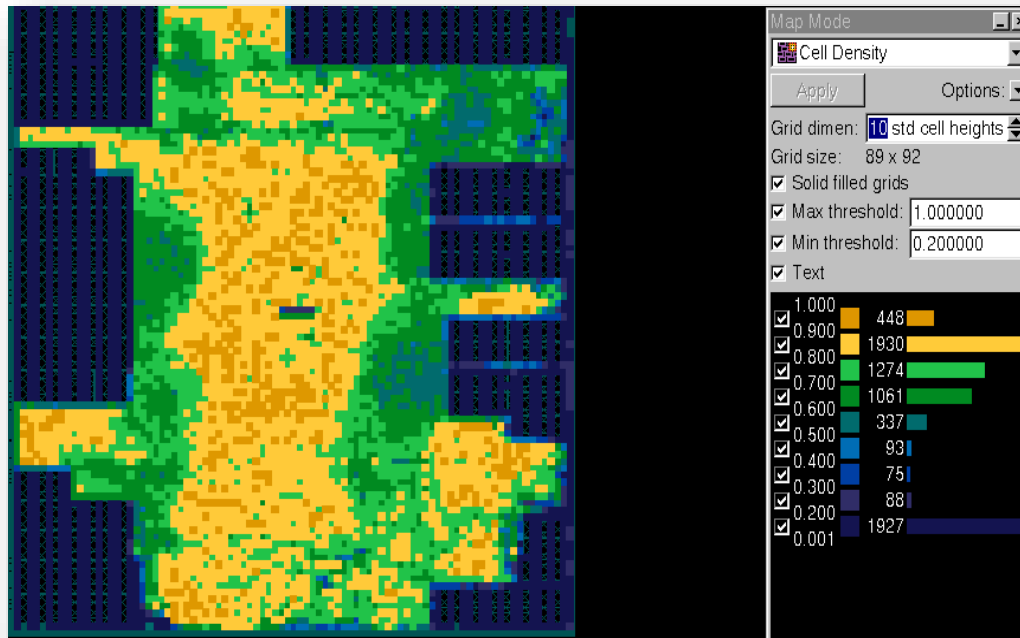 Map Mode
Cell Density
Apply Options:
Grid dimen: 10 std cell heights
Grid size: 89 x 92
Solid filled grids
Max threshold: 1.000000
Min threshold: 0.200000
Text
1.000
448
0.900
1930
0.800
1274
0.700
1061
0.600
337
0.500
93
0.400
75
0.300
88
0.200
1927
0.001